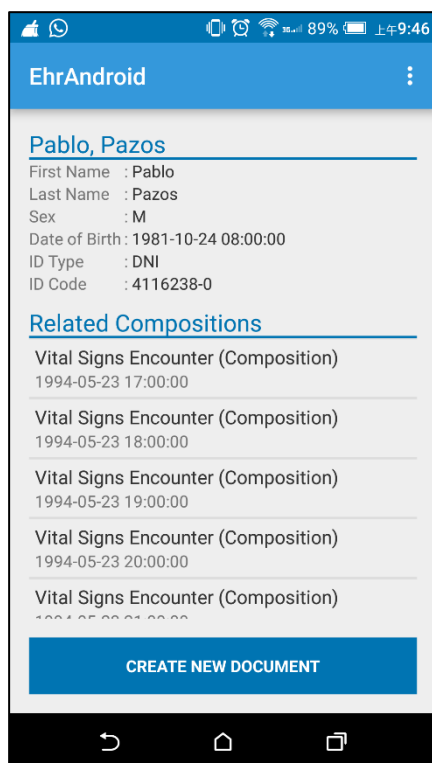 89% 上午9:46
EhrAndroid
Pablo, Pazos
First Name : Pablo
Last Name : Pazos
Sex : M
Date of Birth : 1981-10-24 08:00:00
ID Type : DNI
ID Code : 4116238-0
Related Compositions
Vital Signs Encounter (Composition)
1994-05-23 17:00:00
Vital Signs Encounter (Composition)
1994-05-23 18:00:00
Vital Signs Encounter (Composition)
1994-05-23 19:00:00
Vital Signs Encounter (Composition)
1994-05-23 20:00:00
Vital Signs Encounter (Composition)
CREATE NEW DOCUMENT